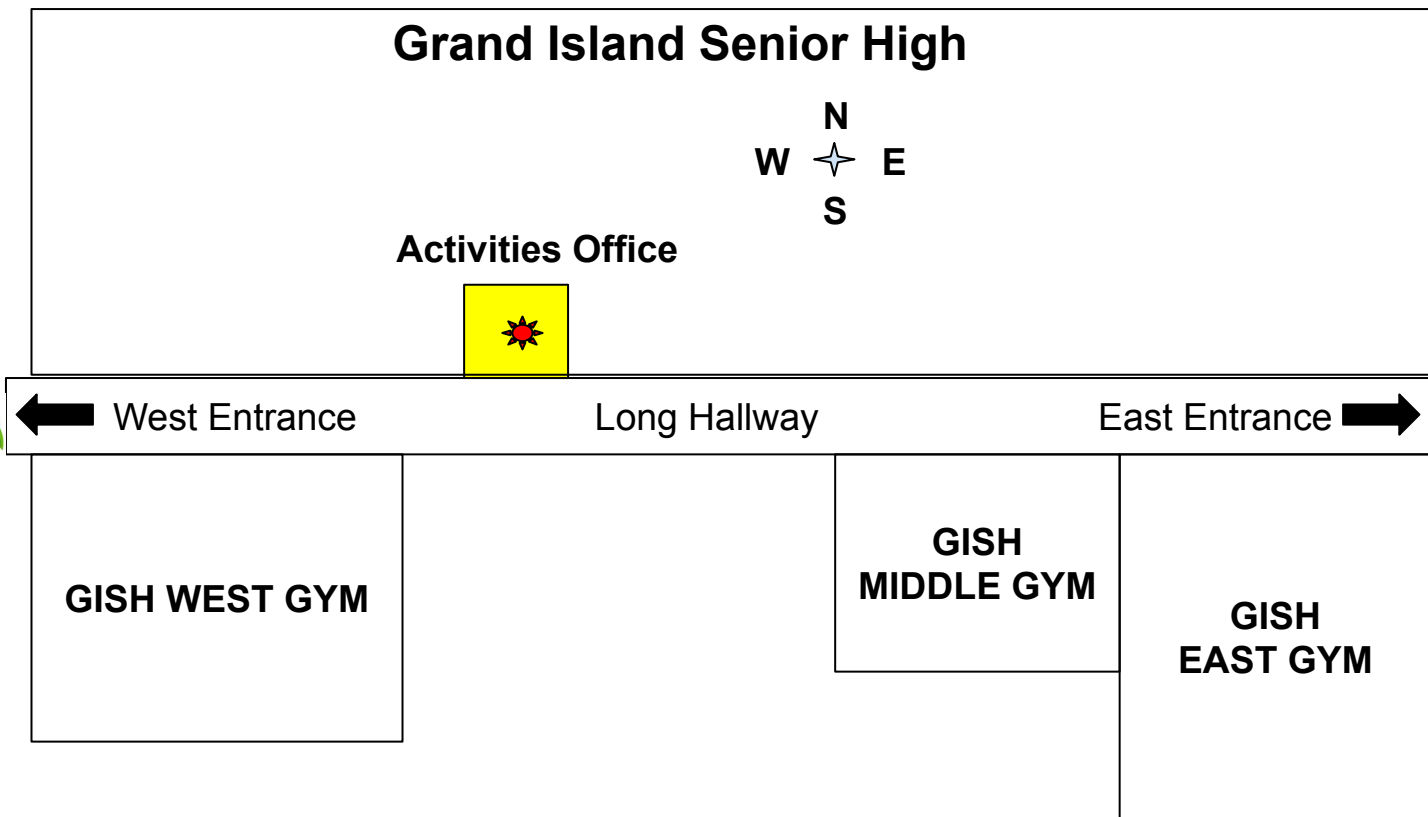 Grand Island Senior High
N
W E
S
Activities Office
West Entrance Long Hallway East Entrance
GISH WEST GYM
GISH
MIDDLE GYM
GISH
EAST GYM